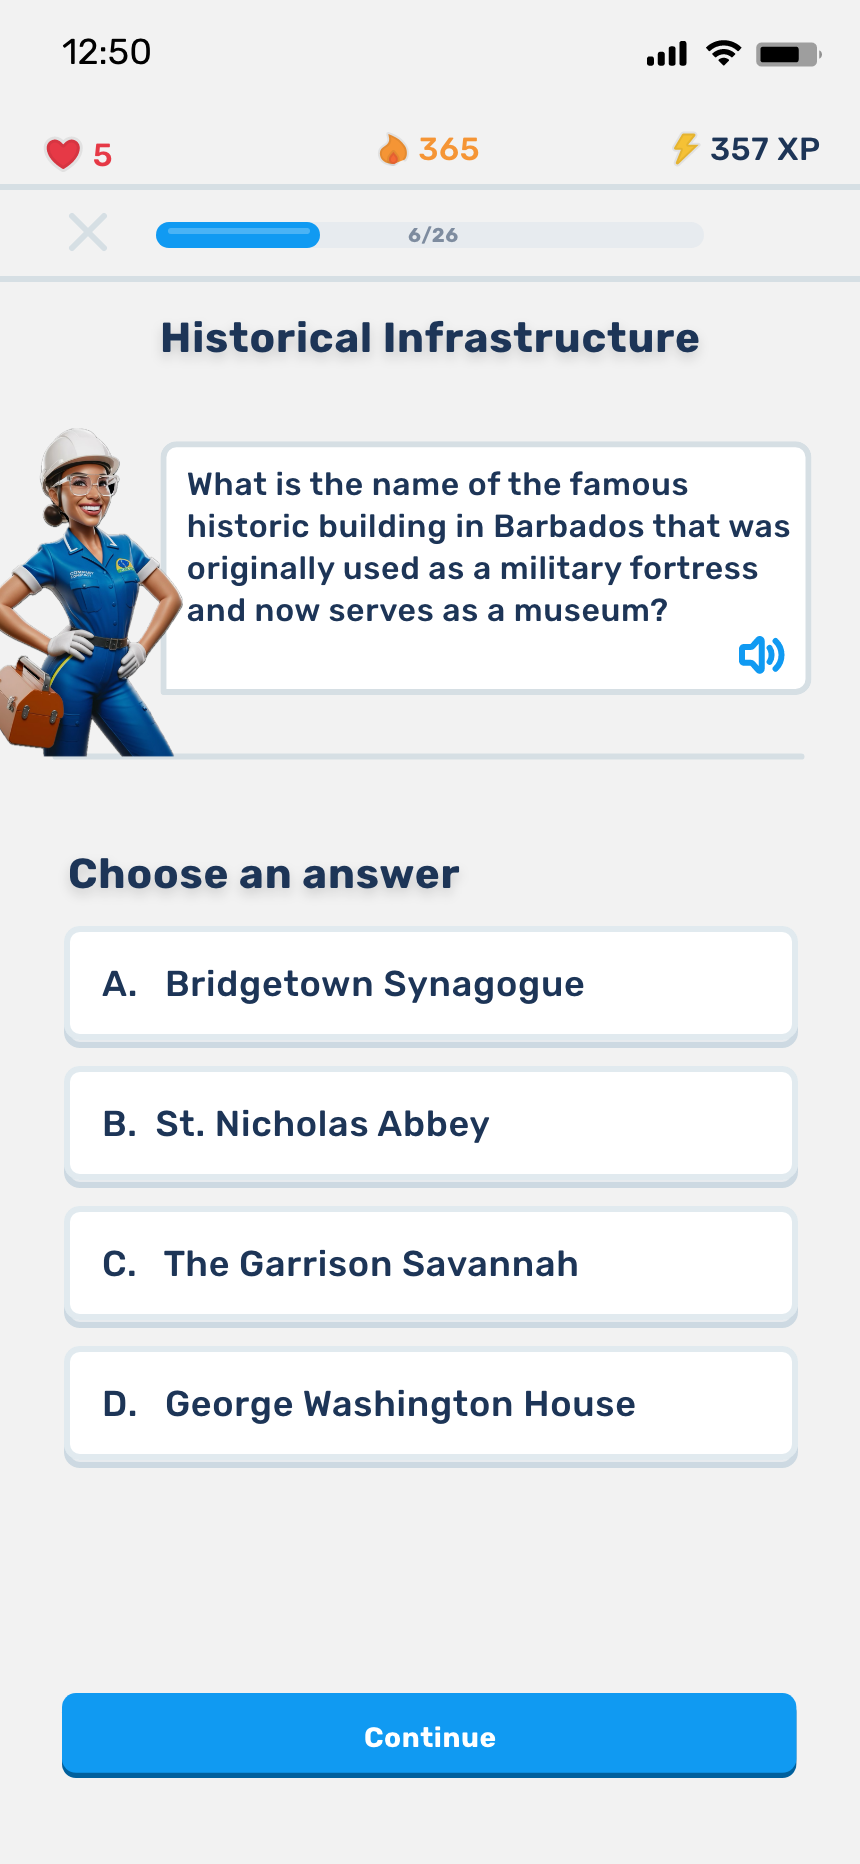 12:50
5
365
357 XP
6/26
Historical Infrastructure
What is the name of the famous
historic building in Barbados that was
originally used as a military fortress
and now serves as a museum?
Choose an answer
A. Bridgetown Synagogue
B. St. Nicholas Abbey
C. The Garrison Savannah
D. George Washington House
Continue